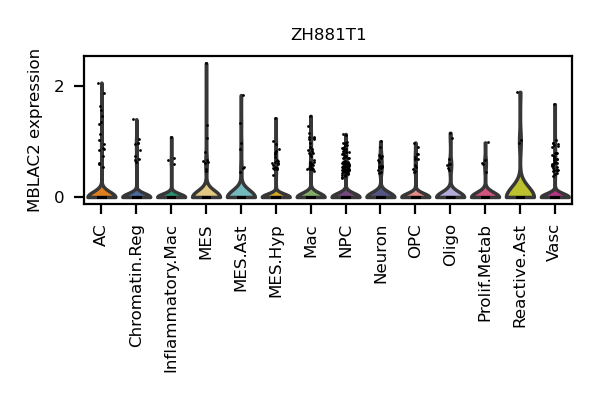 ZH881T1
MBLAC2 expression
2
0
AC
Chromatin.Reg
Inflammatory.Mac
MES
MES.Ast
MES.Hyp
Mac
NPC
Neuron
OPC
Oligo
Prolif.Metab
Reactive.Ast
Vasc